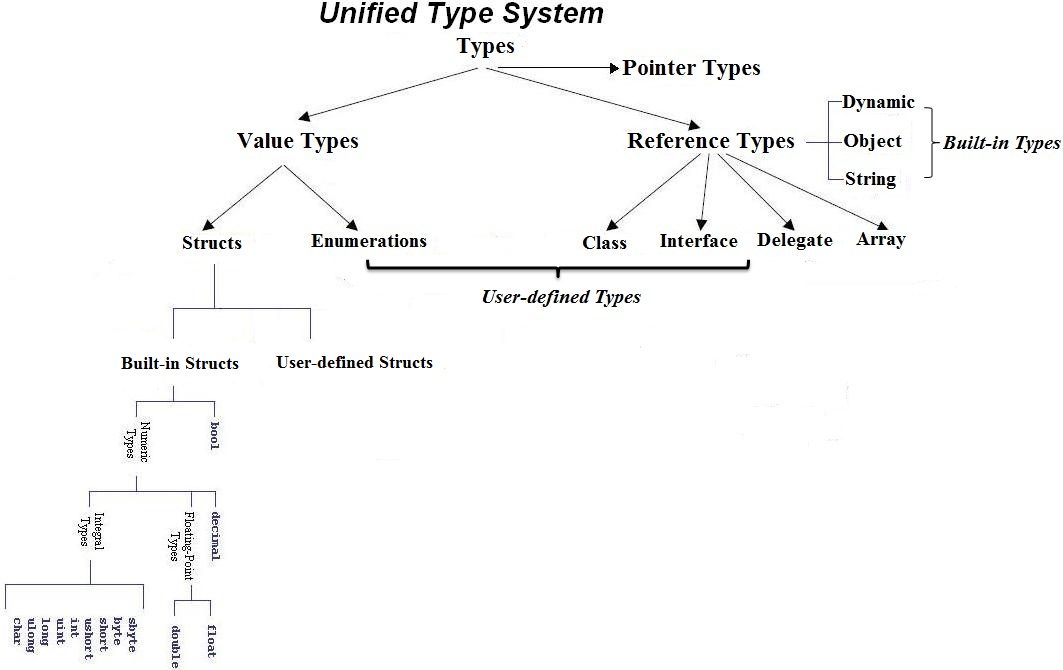 Unified Type System
Types
Pointer Types
Value Types
Reference Types
Dynamic
Object
String
Built-in Types
Structs
Enumerations
Class
Interface
Delegate
Array
User-defined Types
Built-in Structs
User-defined Structs
Numeric
Types
bool
Integral
Types
Floating-Point
Types
decimal
sbyte
byte
short
ushort
int
uint
long
ulong
char
float
double